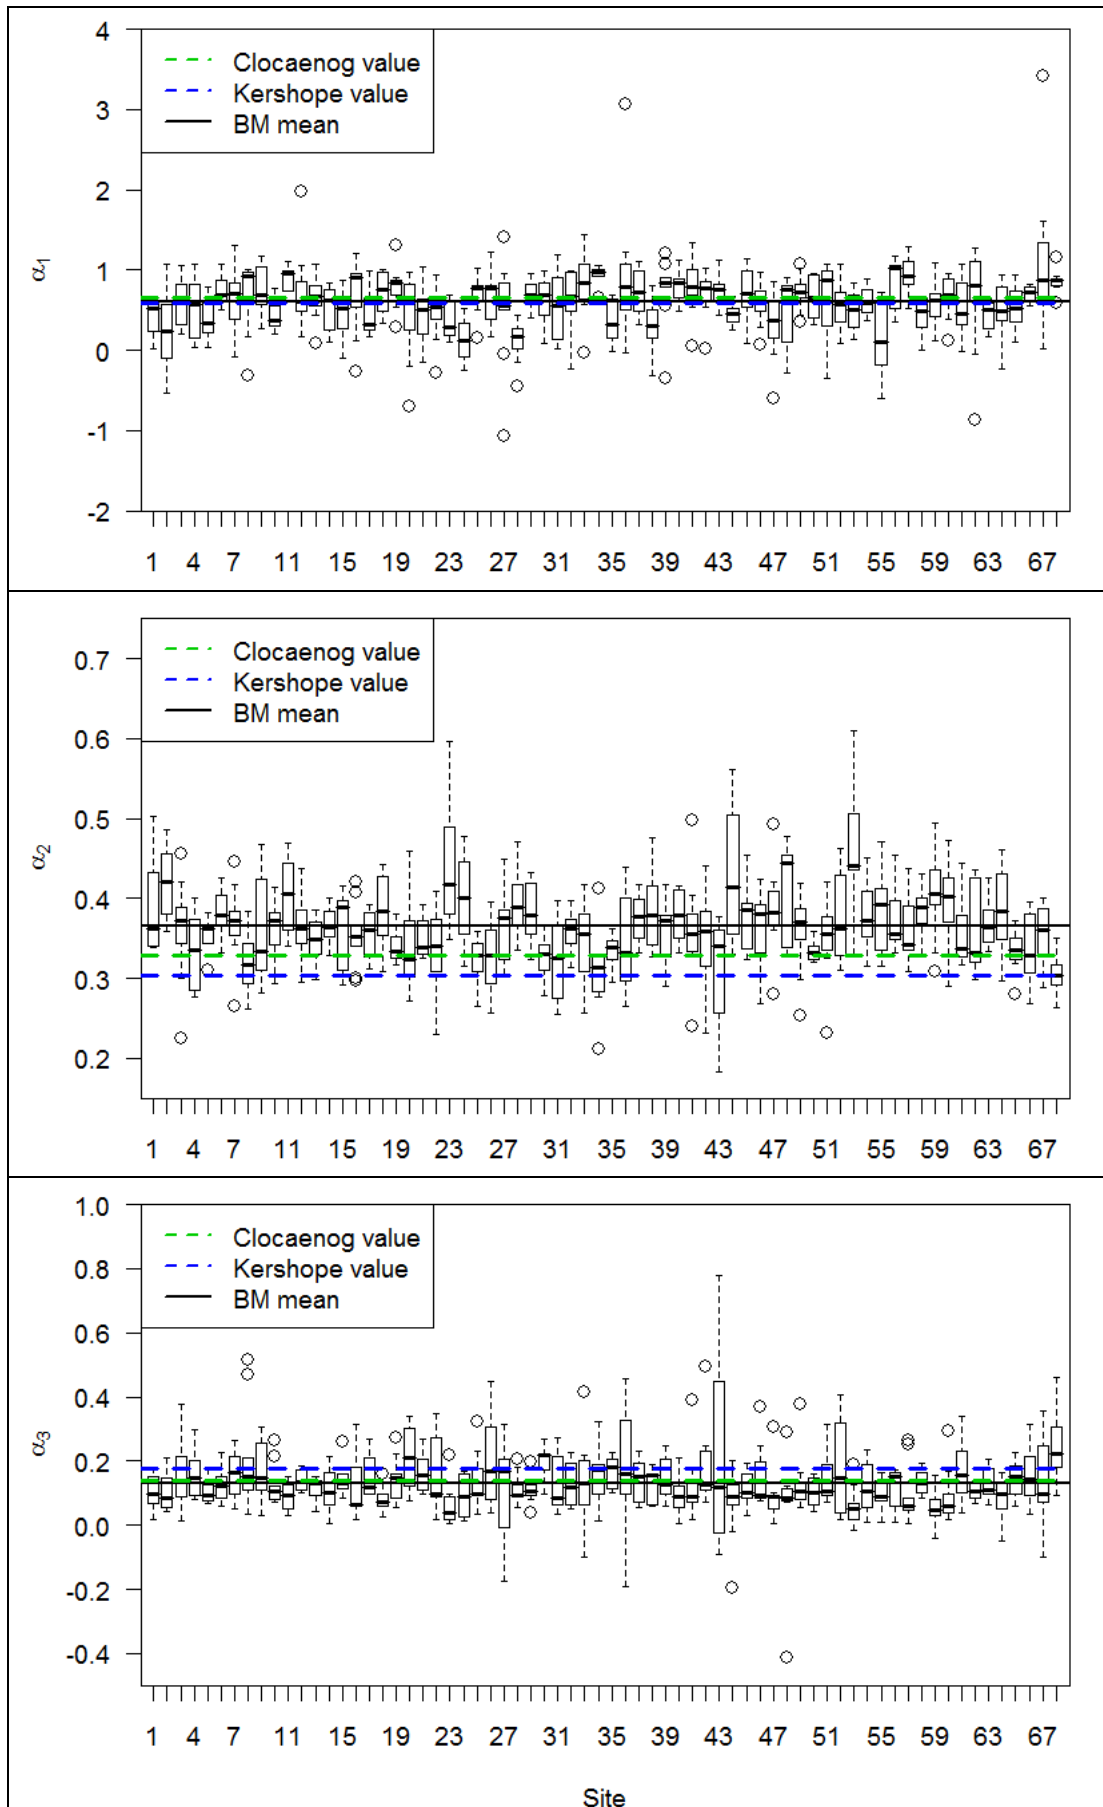 4
3
2
1
0
-1
-2
α1
Clocaenog value
Kershope value
BM mean
1 4 7 11 15 19 23 27 31 35 39 43 47 51 55 59 63 67
0.7
0.6
0.5
0.4
0.3
0.2
α2
Clocaenog value
Kershope value
BM mean
1 4 7 11 15 19 23 27 31 35 39 43 47 51 55 59 63 67
1.0
0.8
0.6
0.4
0.2
0.0
-0.2
-0.4
α3
Clocaenog value
Kershope value
BM mean
1 4 7 11 15 19 23 27 31 35 39 43 47 51 55 59 63 67
Site